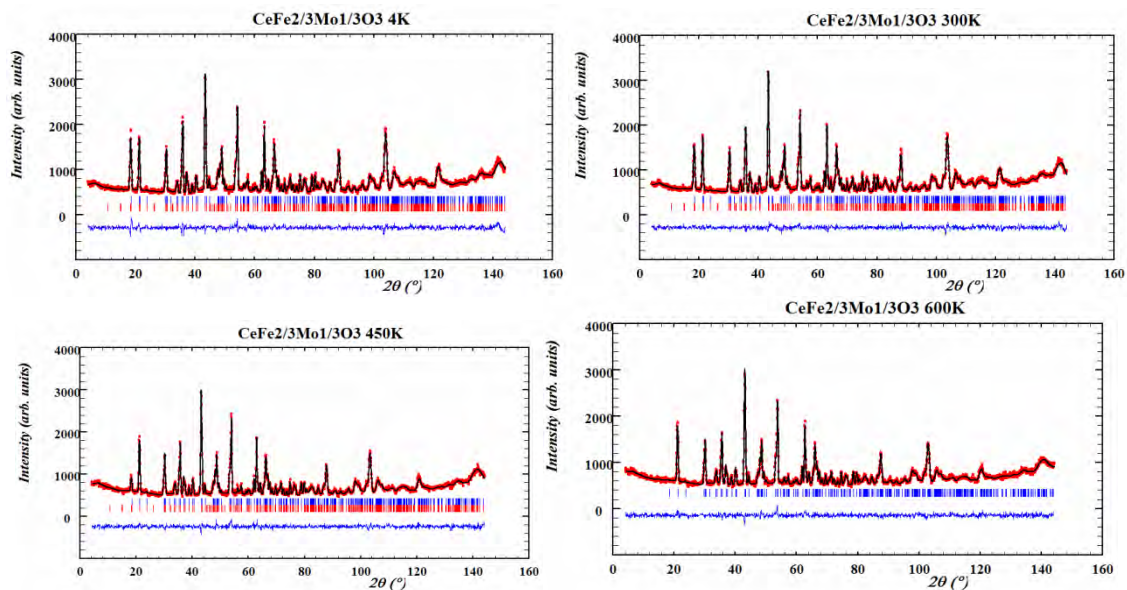 CeFe2/3Mo1/3O3 4K
4000
3000
2000
1000
0
Intensity (arb. units)
0 20 40 60 80 100 120 140 160
2θ (°)
CeFe2/3Mo1/3O3 300K
4000
3000
2000
1000
0
Intensity (arb. units)
0 20 40 60 80 100 120 140 160
2θ (°)
CeFe2/3Mo1/3O3 450K
4000
3000
2000
1000
0
Intensity (arb. units)
0 20 40 60 80 100 120 140 160
2θ (°)
CeFe2/3Mo1/3O3 600K
4000
3000
2000
1000
0
Intensity (arb. units)
0 20 40 60 80 100 120 140 160
2θ (°)